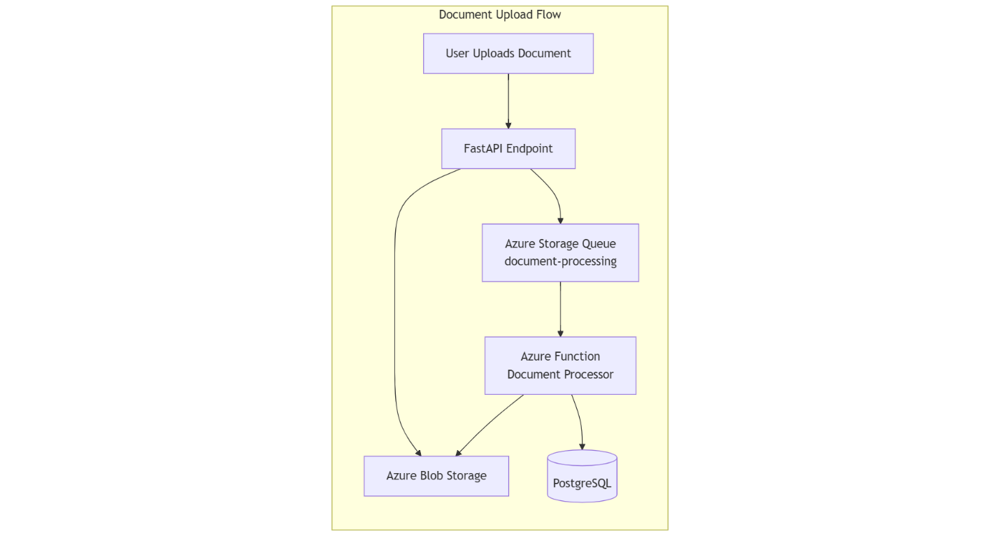 Document Upload Flow
User Uploads Document
FastAPI Endpoint
Azure Storage Queue
document-processing
Azure Function
Document Processor
Azure Blob Storage
PostgreSQL